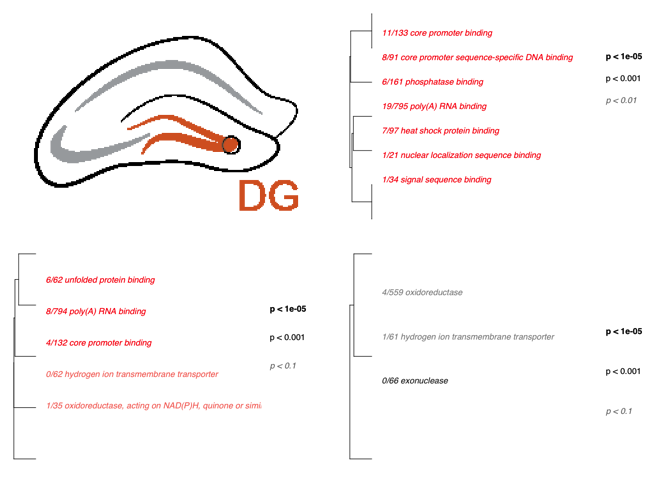 11/133 core promoter binding
8/91 core promoter sequence-specific DNA binding
p < 1e-05
6/161 phosphatase binding
p < 0.001
19/795 poly(A) RNA binding
p < 0.01
7/97 heat shock protein binding
1/21 nuclear localization sequence binding
1/34 signal sequence binding
DG
6/62 unfolded protein binding
8/794 poly(A) RNA binding
p < 1e-05
4/132 core promoter binding
p < 0.001
0/62 hydrogen ion transmembrane transporter
p < 0.1
1/35 oxidoreductase, acting on NAD(P)H, quinone or simi
4/559 oxidoreductase
1/61 hydrogen ion transmembrane transporter
p < 1e-05
0/66 exonuclease
p < 0.001
p < 0.1